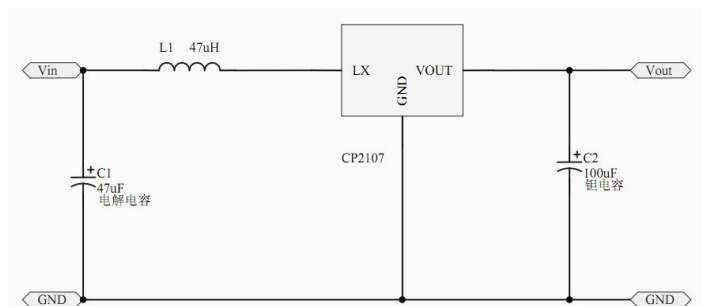 L1 47uH
Vin
LX
VOUT
GND
Vout
CP2107
+
C1
47uF
电解电容
+
C2
100uF
钽电容
GND
GND